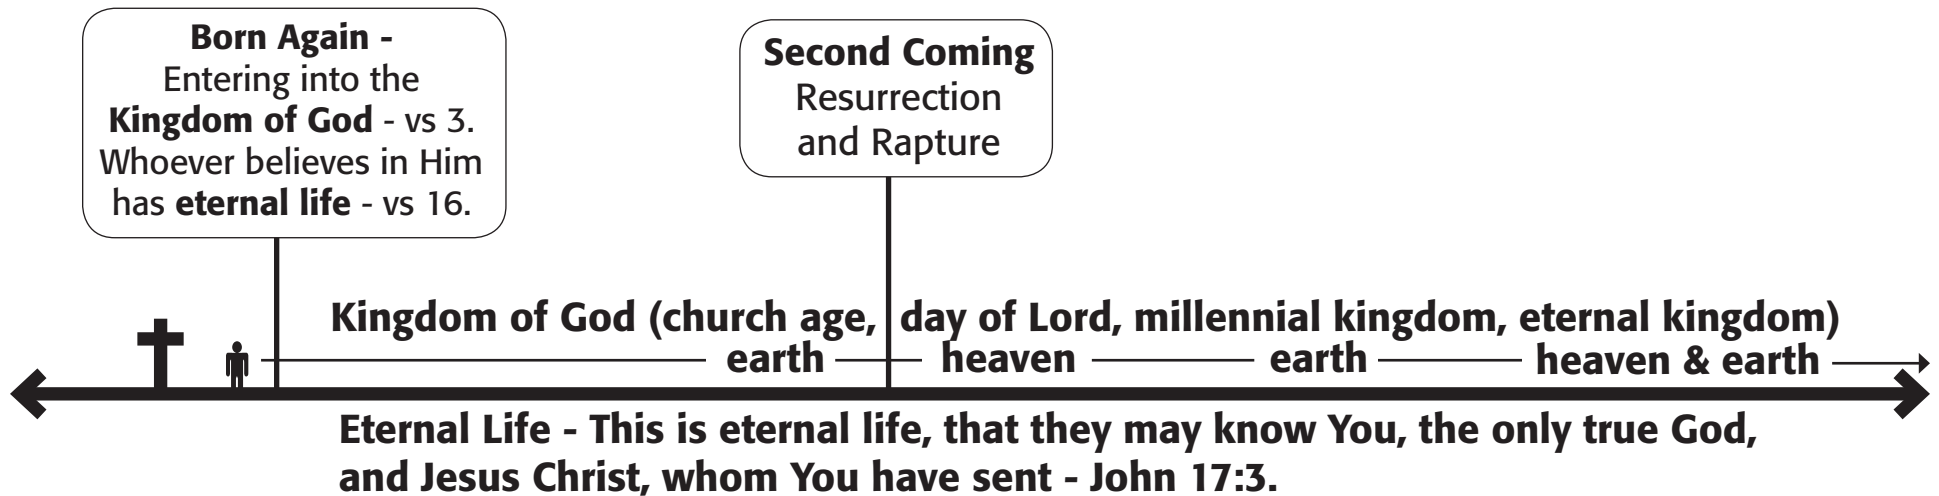 Born Again -
Entering into the
Kingdom of God - vs 3.
Whoever believes in Him
has eternal life - vs 16.
Second Coming
Resurrection
and Rapture
Kingdom of God (church age, day of Lord, millennial kingdom, eternal kingdom)
earth heaven earth heaven & earth
Eternal Life - This is eternal life, that they may know You, the only true God,
and Jesus Christ, whom You have sent - John 17:3.